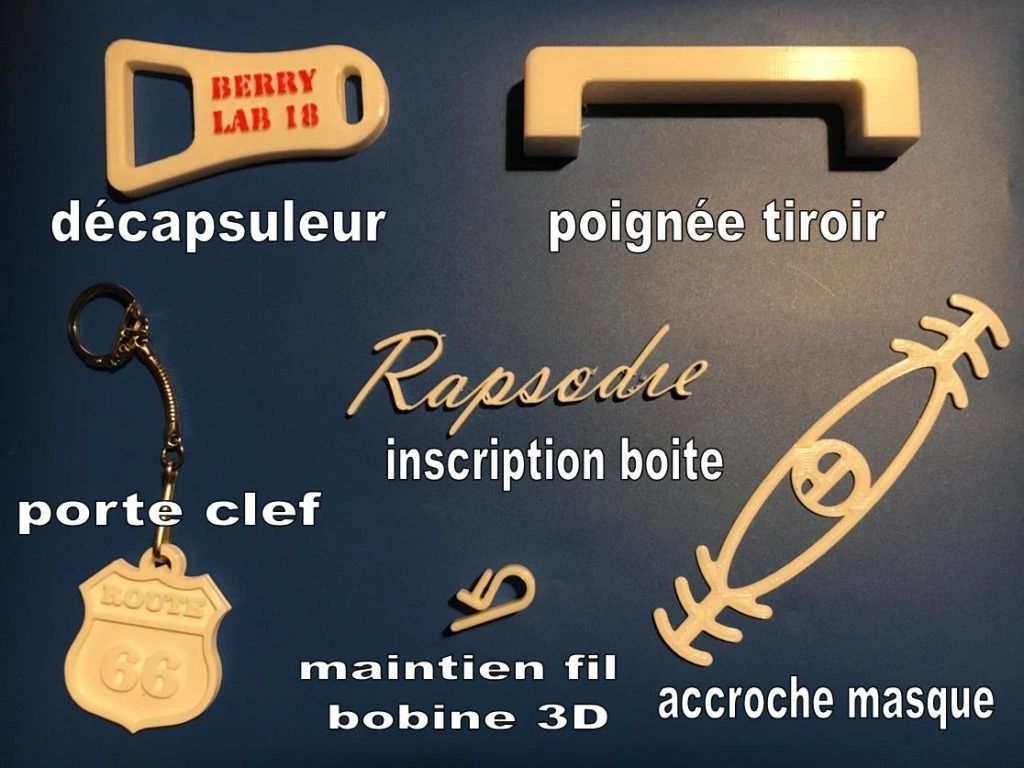 BERRY
LAB 18
décapsuleur
poignée tiroir
Rapsodie
inscription boite
porte clef
ROUTE
66
maintien fil
bobine 3D
accroche masque